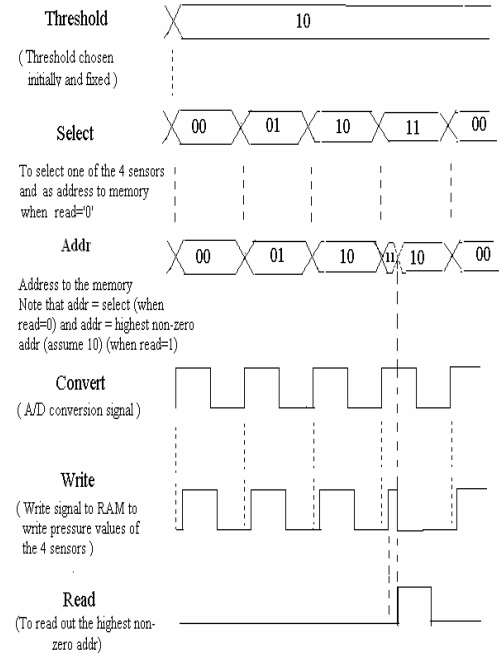 Threshold
10
( Threshold chosen
initially and fixed )
Select
00 01 10 11 00
To select one of the 4 sensors
and as address to memory
when read='0'
Addr
00 01 10 11 10 00
Address to the memory
Note that addr = select (when
read=0) and addr = highest non-zero
addr (assume 10) (when read=1)
Convert
( A/D conversion signal )
Write
( Write signal to RAM to
write pressure values of
the 4 sensors )
Read
(To read out the highest non-
zero addr)